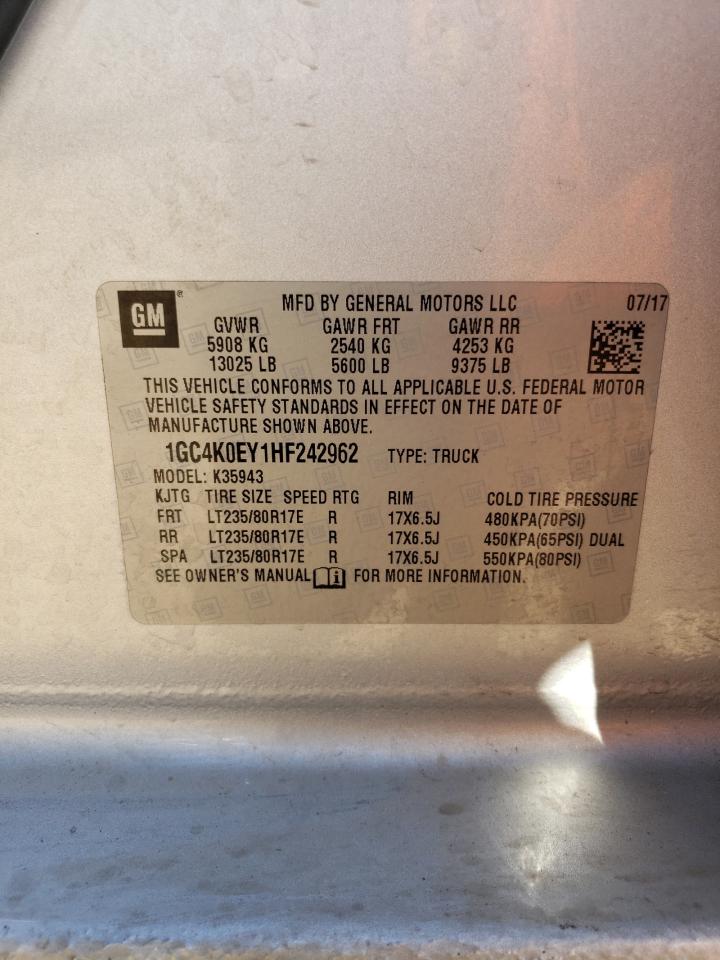 GM®
MFD BY GENERAL MOTORS LLC 07/17
GVWR GAWR FRT GAWR RR
5908 KG 2540 KG 4253 KG
13025 LB 5600 LB 9375 LB
THIS VEHICLE CONFORMS TO ALL APPLICABLE U.S. FEDERAL MOTOR
VEHICLE SAFETY STANDARDS IN EFFECT ON THE DATE OF
MANUFACTURE SHOWN ABOVE.
1GC4K0EY1HF242962 TYPE: TRUCK
MODEL: K35943
KJTG TIRE SIZE SPEED RTG RIM COLD TIRE PRESSURE
FRT LT235/80R17E R 17X6.5J 480KPA(70PSI)
RR LT235/80R17E R 17X6.5J 450KPA(65PSI) DUAL
SPA LT235/80R17E R 17X6.5J 550KPA(80PSI)
SEE OWNER'S MANUAL i FOR MORE INFORMATION.